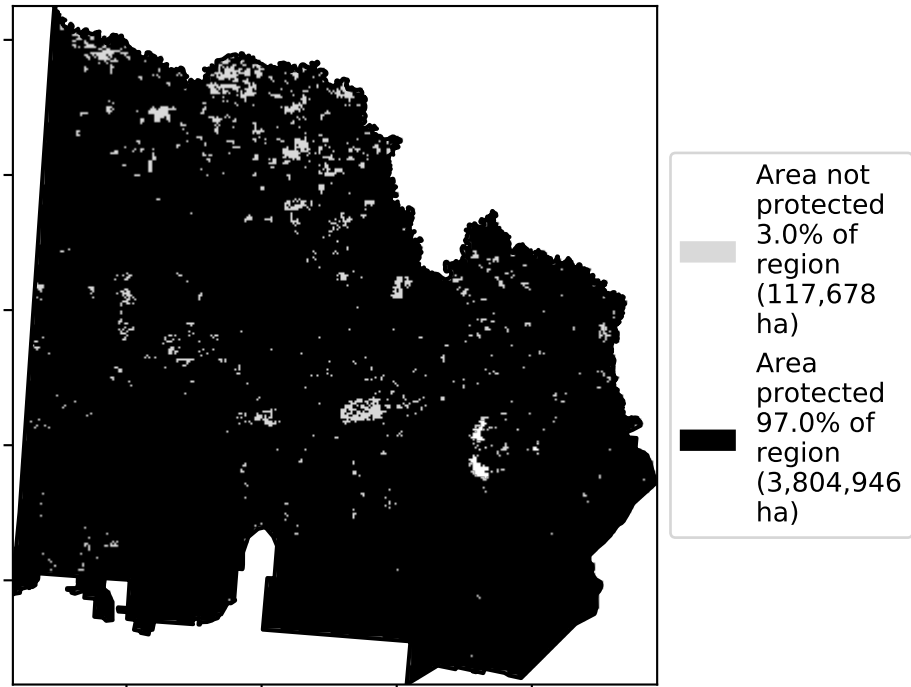 Area not
protected
3.0% of
region
(117,678
ha)
Area
protected
97.0% of
region
(3,804,946
ha)